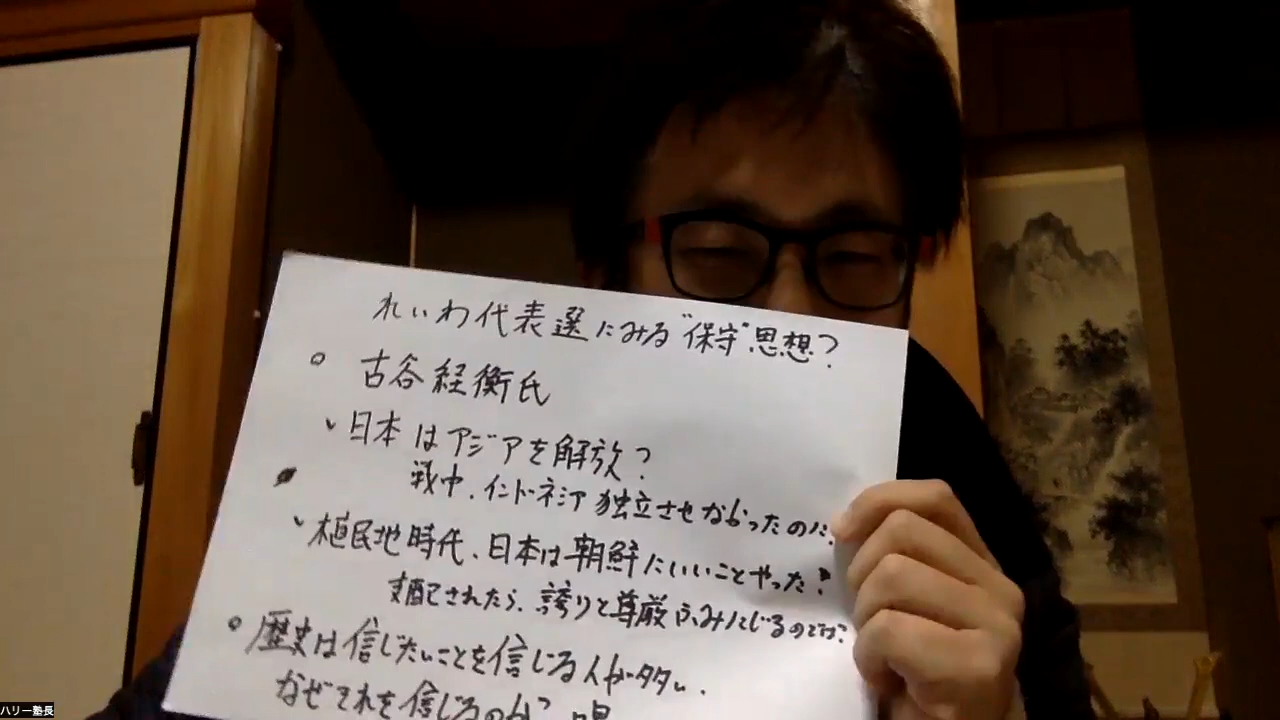 れいわ代表選にみる"保守"思想？
○ 古谷経衡氏
、日本はアジアを解放？
戦中、インドネシア独立させなかったのに、
、植民地時代、日本は朝鮮にいいことやった？
支配されたら、誇りと尊厳ふみにじるのでは？
○ 歴史は信じたいことを信じる人が多い。
なぜそれを信じるのか？
ハリー塾長